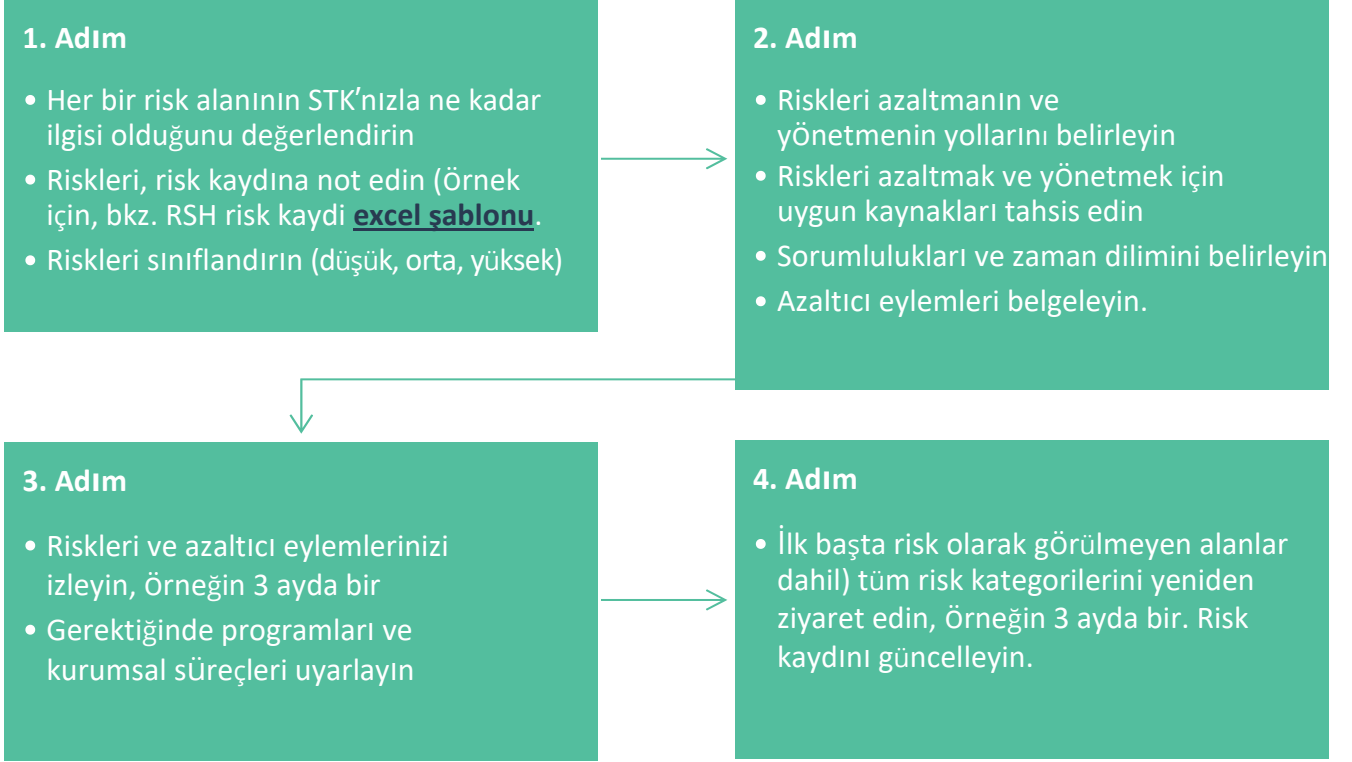 1. Adım
• Her bir risk alanının STK’nızla ne kadar
ilgisi olduğunu değerlendirin
• Riskleri, risk kaydına not edin (Örnek
için, bkz. RSH risk kaydi excel şablonu.
• Riskleri sınıflandırın (düşük, orta, yüksek)
2. Adım
• Riskleri azaltmanın ve
yÖnetmenin yollarını belirleyin
• Riskleri azaltmak ve yÖnetmek için
uygun kaynakları tahsis edin
• Sorumlulukları ve zaman dilimini belirleyin
• Azaltıcı eylemleri belgeleyin.
3. Adım
• Riskleri ve azaltıcı eylemlerinizi
izleyin, Örneğin 3 ayda bir
• Gerektiğinde programları ve
kurumsal sÜreçleri uyarlayın
4. Adım
• İlk başta risk olarak gÖrülmeyen alanlar
dahil) tüm risk kategorilerini yeniden
ziyaret edin, Örneğin 3 ayda bir. Risk
kaydını güncelleyin.